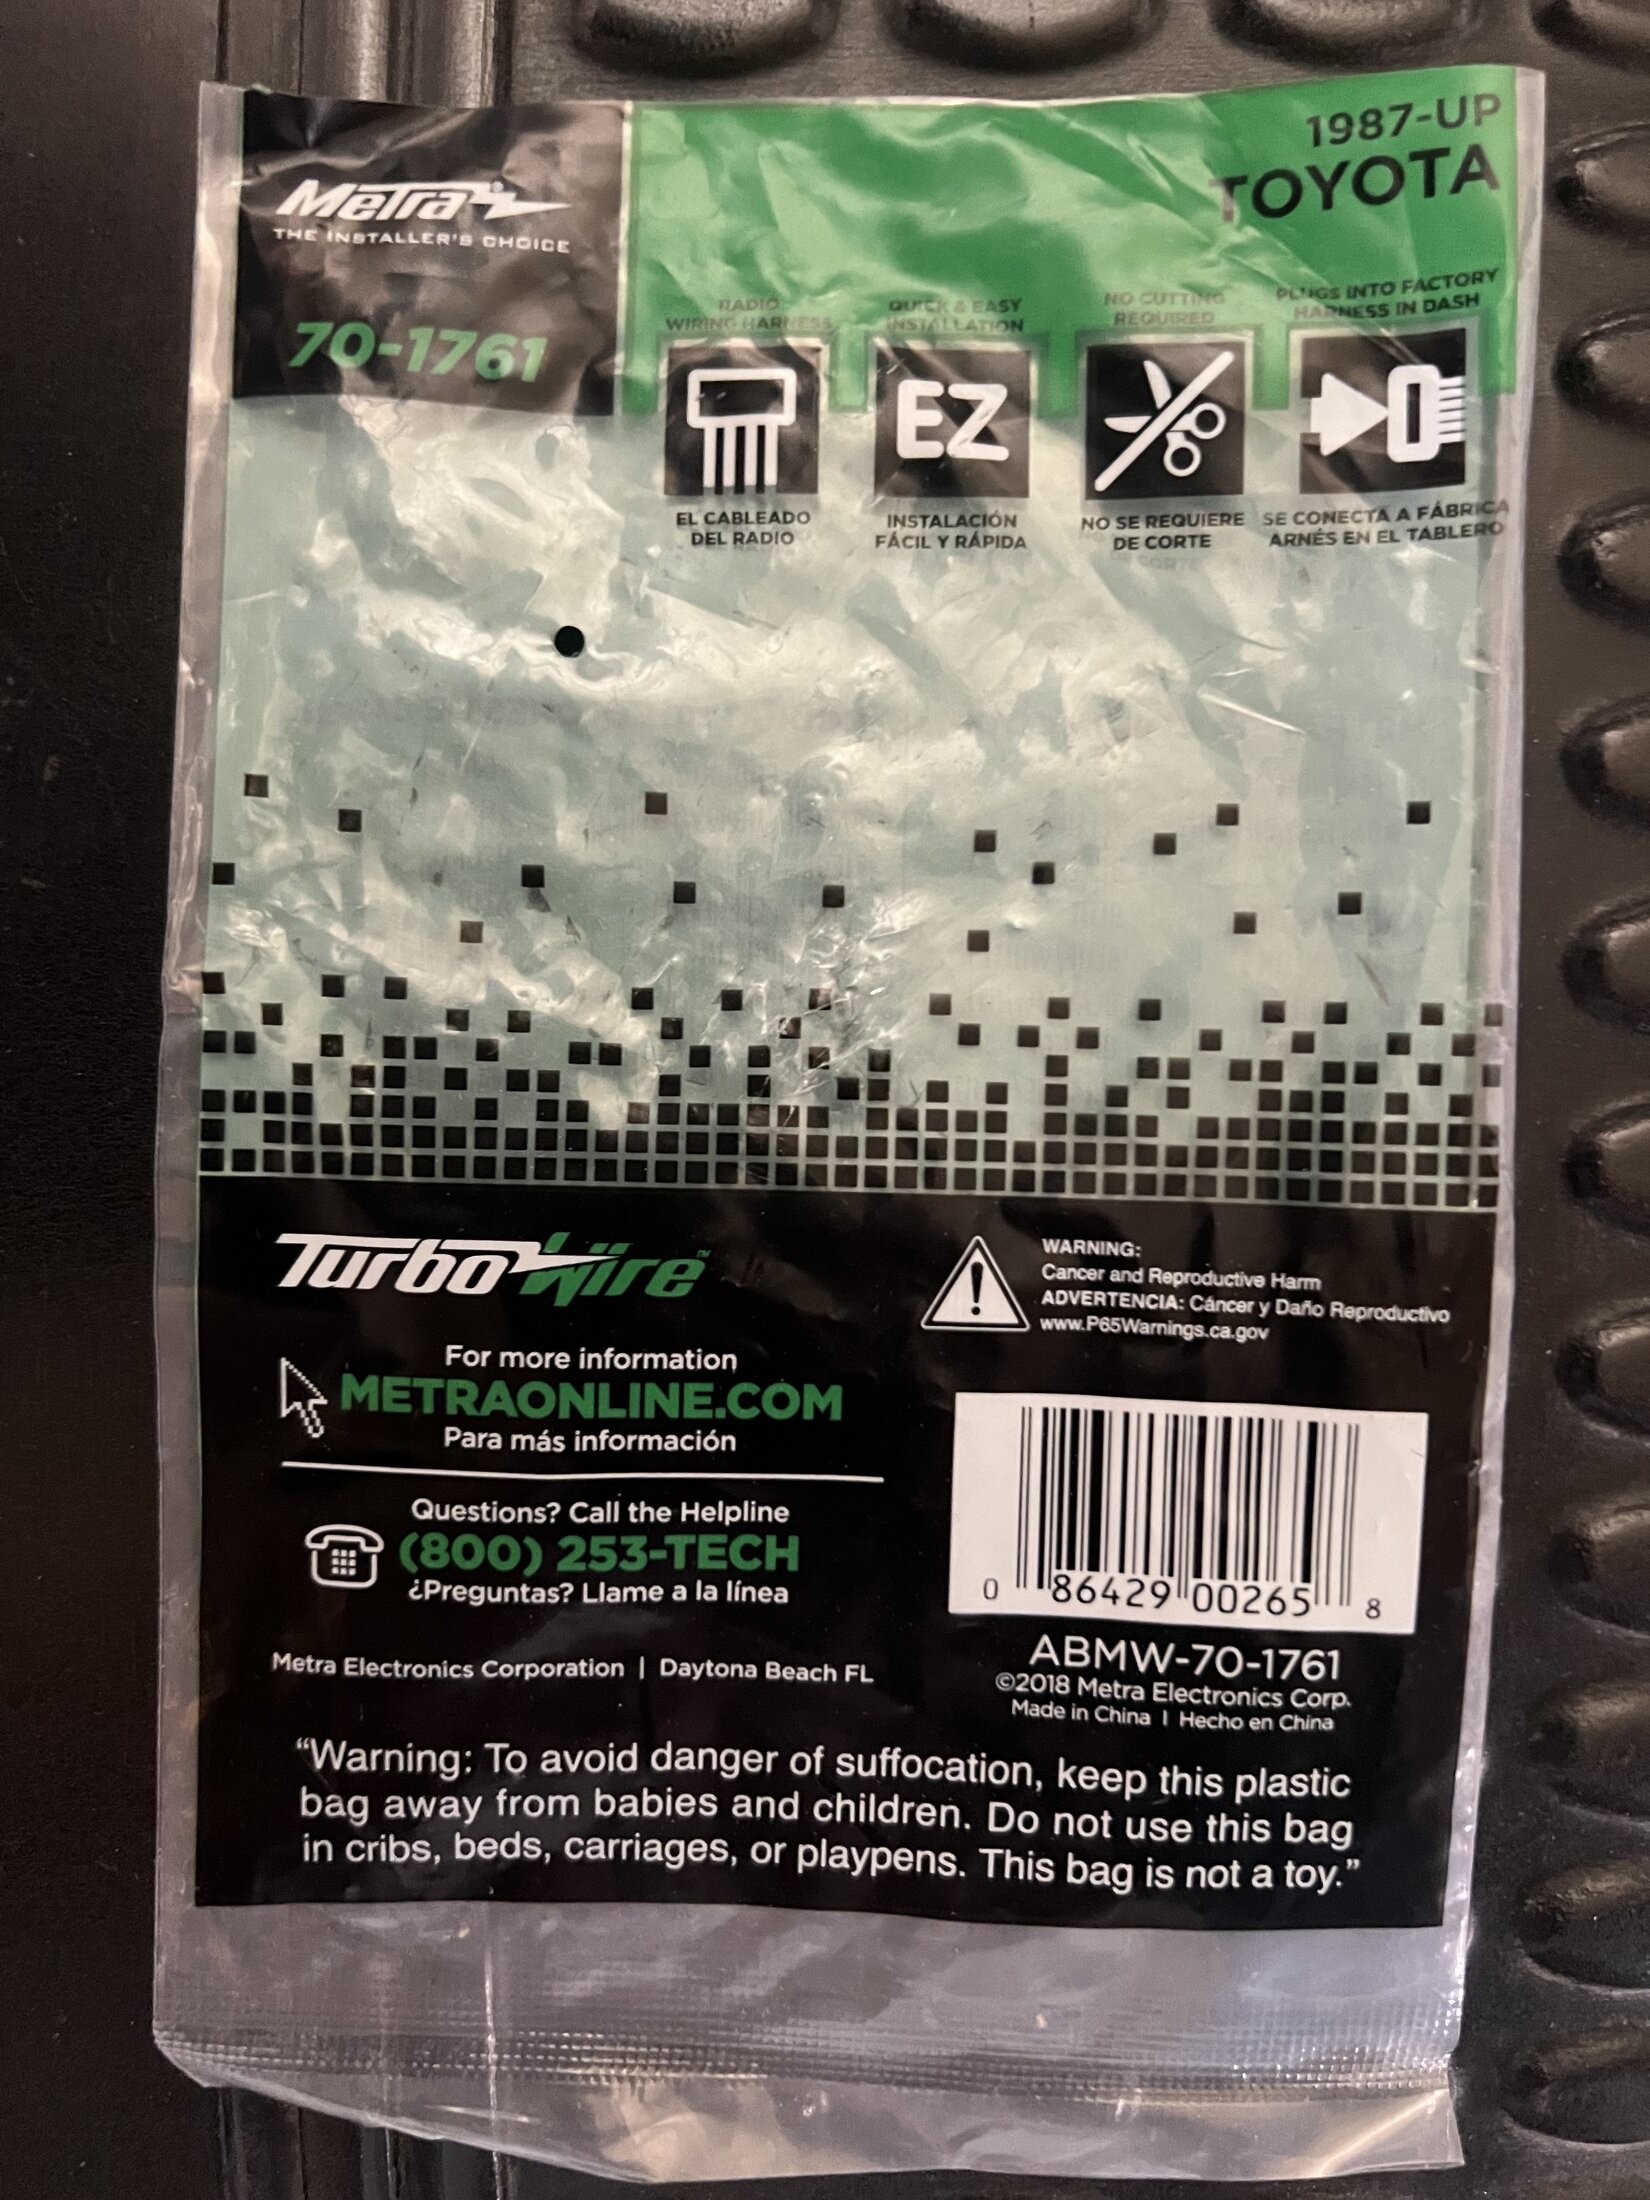 MeTra
THE INSTALLER'S CHOICE
70-1761
1987-UP
TOYOTA
RADIO
WIRING HARNESS
QUICK & EASY
INSTALLATION
NO CUTTING
REQUIRED
PLUGS INTO FACTORY
HARNESS IN DASH
EZ
EL CABLEADO
DEL RADIO
INSTALACIÓN
FÁCIL Y RÁPIDA
NO SE REQUIERE
DE CORTE
SE CONECTA A FÁBRICA
ARNÉS EN EL TABLERO
TurboWire™
For more information
METRAONLINE.COM
Para más información
Questions? Call the Helpline
(800) 253-TECH
¿Preguntas? Llame a la línea
Metra Electronics Corporation | Daytona Beach FL
WARNING:
Cancer and Reproductive Harm
ADVERTENCIA: Cáncer y Daño Reproductivo
www.P65Warnings.ca.gov
0 86429 00265 8
ABMW-70-1761
©2018 Metra Electronics Corp.
Made in China | Hecho en China
“Warning: To avoid danger of suffocation, keep this plastic
bag away from babies and children. Do not use this bag
in cribs, beds, carriages, or playpens. This bag is not a toy.”